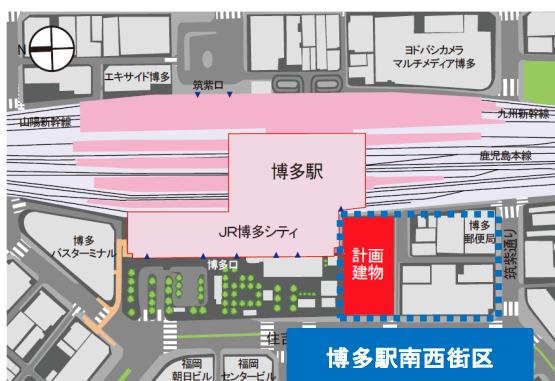 N
ヨドバシカメラ
マルチメディア博多
エキサイド博多
筑紫口
山陽新幹線
九州新幹線
鹿児島本線
博多駅
JR博多シティ
博多
バスターミナル
博多口
計画
建物
博多
郵便局
筑紫通り
住吉
福岡
朝日ビル
福岡
センタービル
博多駅南西街区